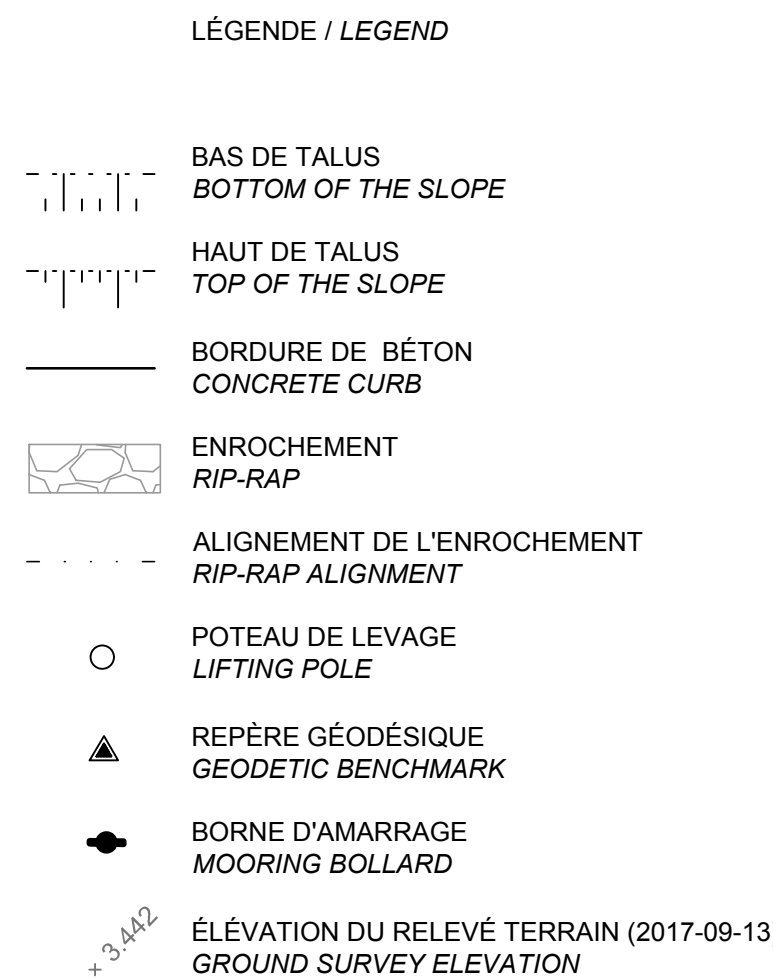 LÉGENDE / LEGEND
BAS DE TALUS
BOTTOM OF THE SLOPE
HAUT DE TALUS
TOP OF THE SLOPE
BORDURE DE BÉTON
CONCRETE CURB
ENROCHEMENT
RIP-RAP
ALIGNEMENT DE L'ENROCHEMENT
RIP-RAP ALIGNMENT
POTEAU DE LEVAGE
LIFTING POLE
REPÈRE GÉODÉSIQUE
GEODETIC BENCHMARK
BORNE D'AMARRAGE
MOORING BOLLARD
× 3.442
ÉLÉVATION DU RELEVÉ TERRAIN (2017-09-13)
GROUND SURVEY ELEVATION